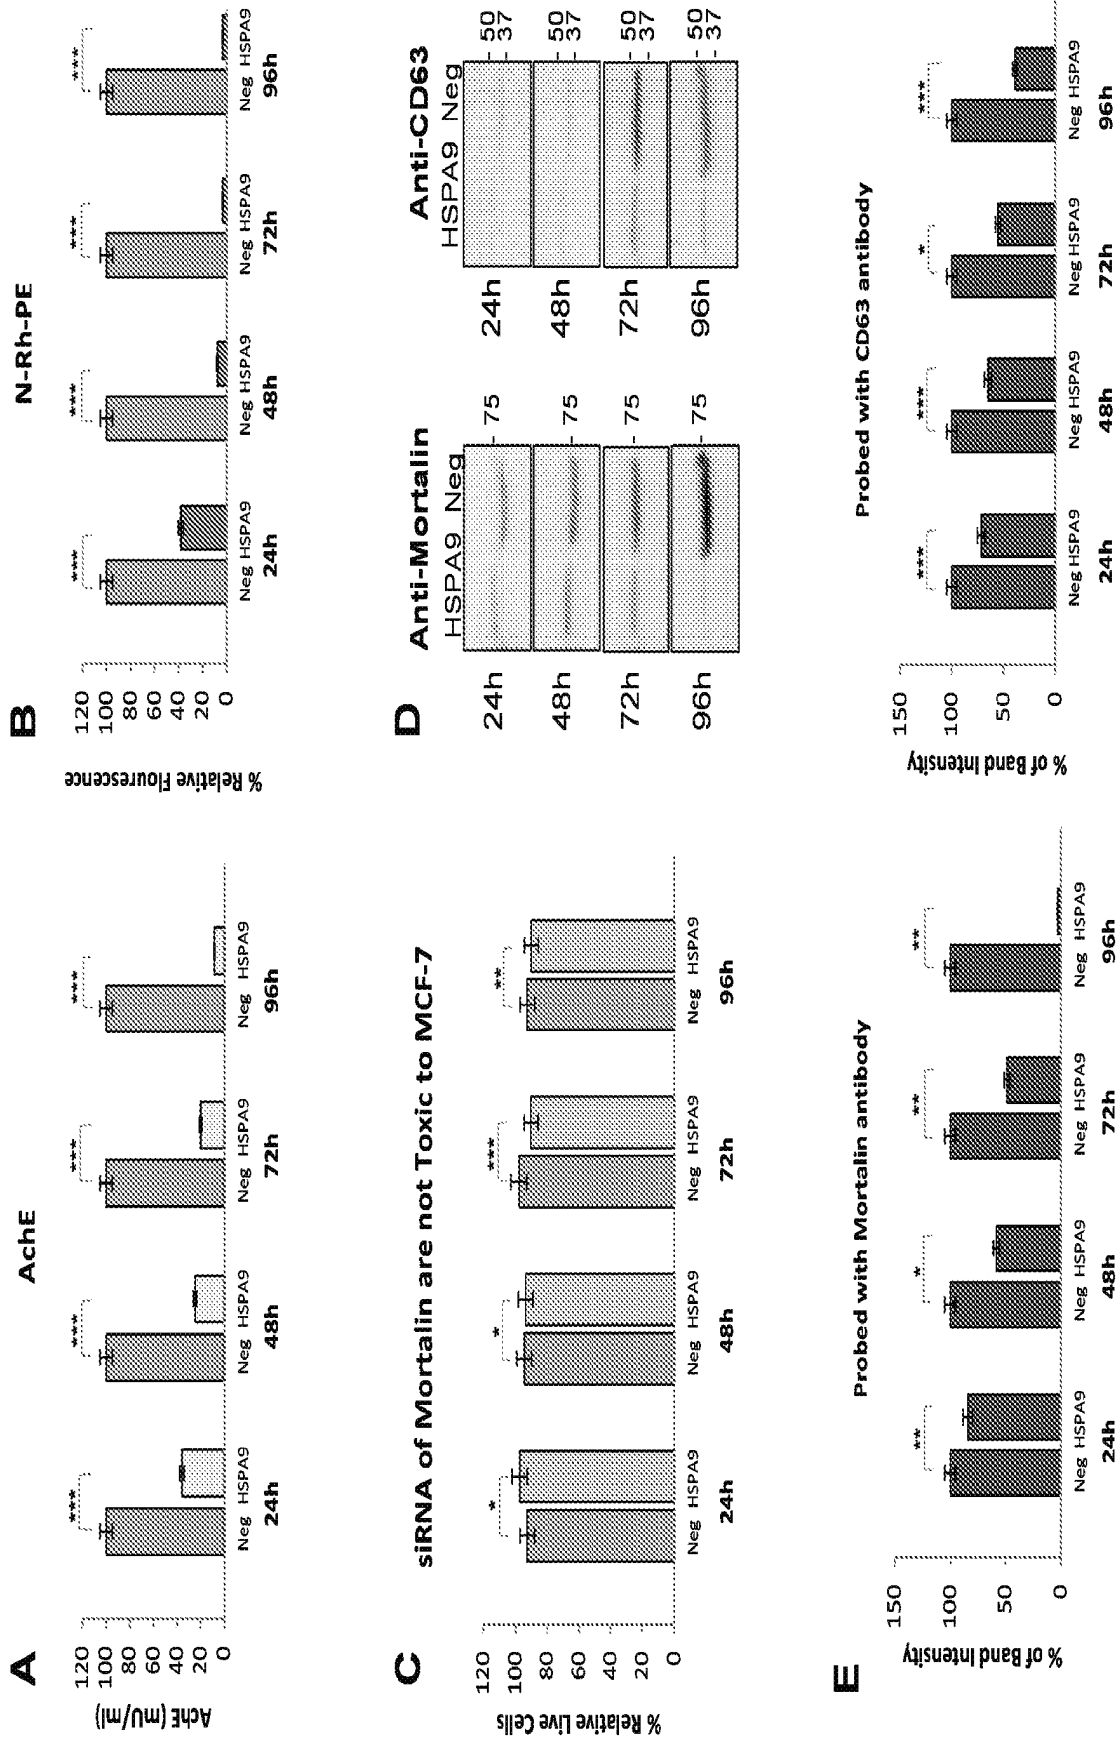 A
AchE
AchE (mU/ml)
120
100
80
60
40
20
0
***
***
***
***
Neg HSPA9 Neg HSPA9 Neg HSPA9 Neg HSPA9
24h 48h 72h 96h
B
N-Rh-PE
% Relative Flourescence
120
100
80
60
40
20
0
***
***
***
***
Neg HSPA9 Neg HSPA9 Neg HSPA9 Neg HSPA9
24h 48h 72h 96h
C
siRNA of Mortalin are not Toxic to MCF-7
% Relative Live Cells
120
100
80
60
40
20
0
*
*
***
**
Neg HSPA9 Neg HSPA9 Neg HSPA9 Neg HSPA9
24h 48h 72h 96h
D
Anti-Mortalin
HSPA9 Neg
24h 75
48h 75
72h 75
96h 75
Anti-CD63
HSPA9 Neg
24h 50
37
48h 50
37
72h 50
37
96h 50
37
E
Probed with Mortalin antibody
% of Band Intensity
150
100
50
0
**
*
**
**
Neg HSPA9 Neg HSPA9 Neg HSPA9 Neg HSPA9
24h 48h 72h 96h
Probed with CD63 antibody
% of Band Intensity
150
100
50
0
***
***
*
***
Neg HSPA9 Neg HSPA9 Neg HSPA9 Neg HSPA9
24h 48h 72h 96h